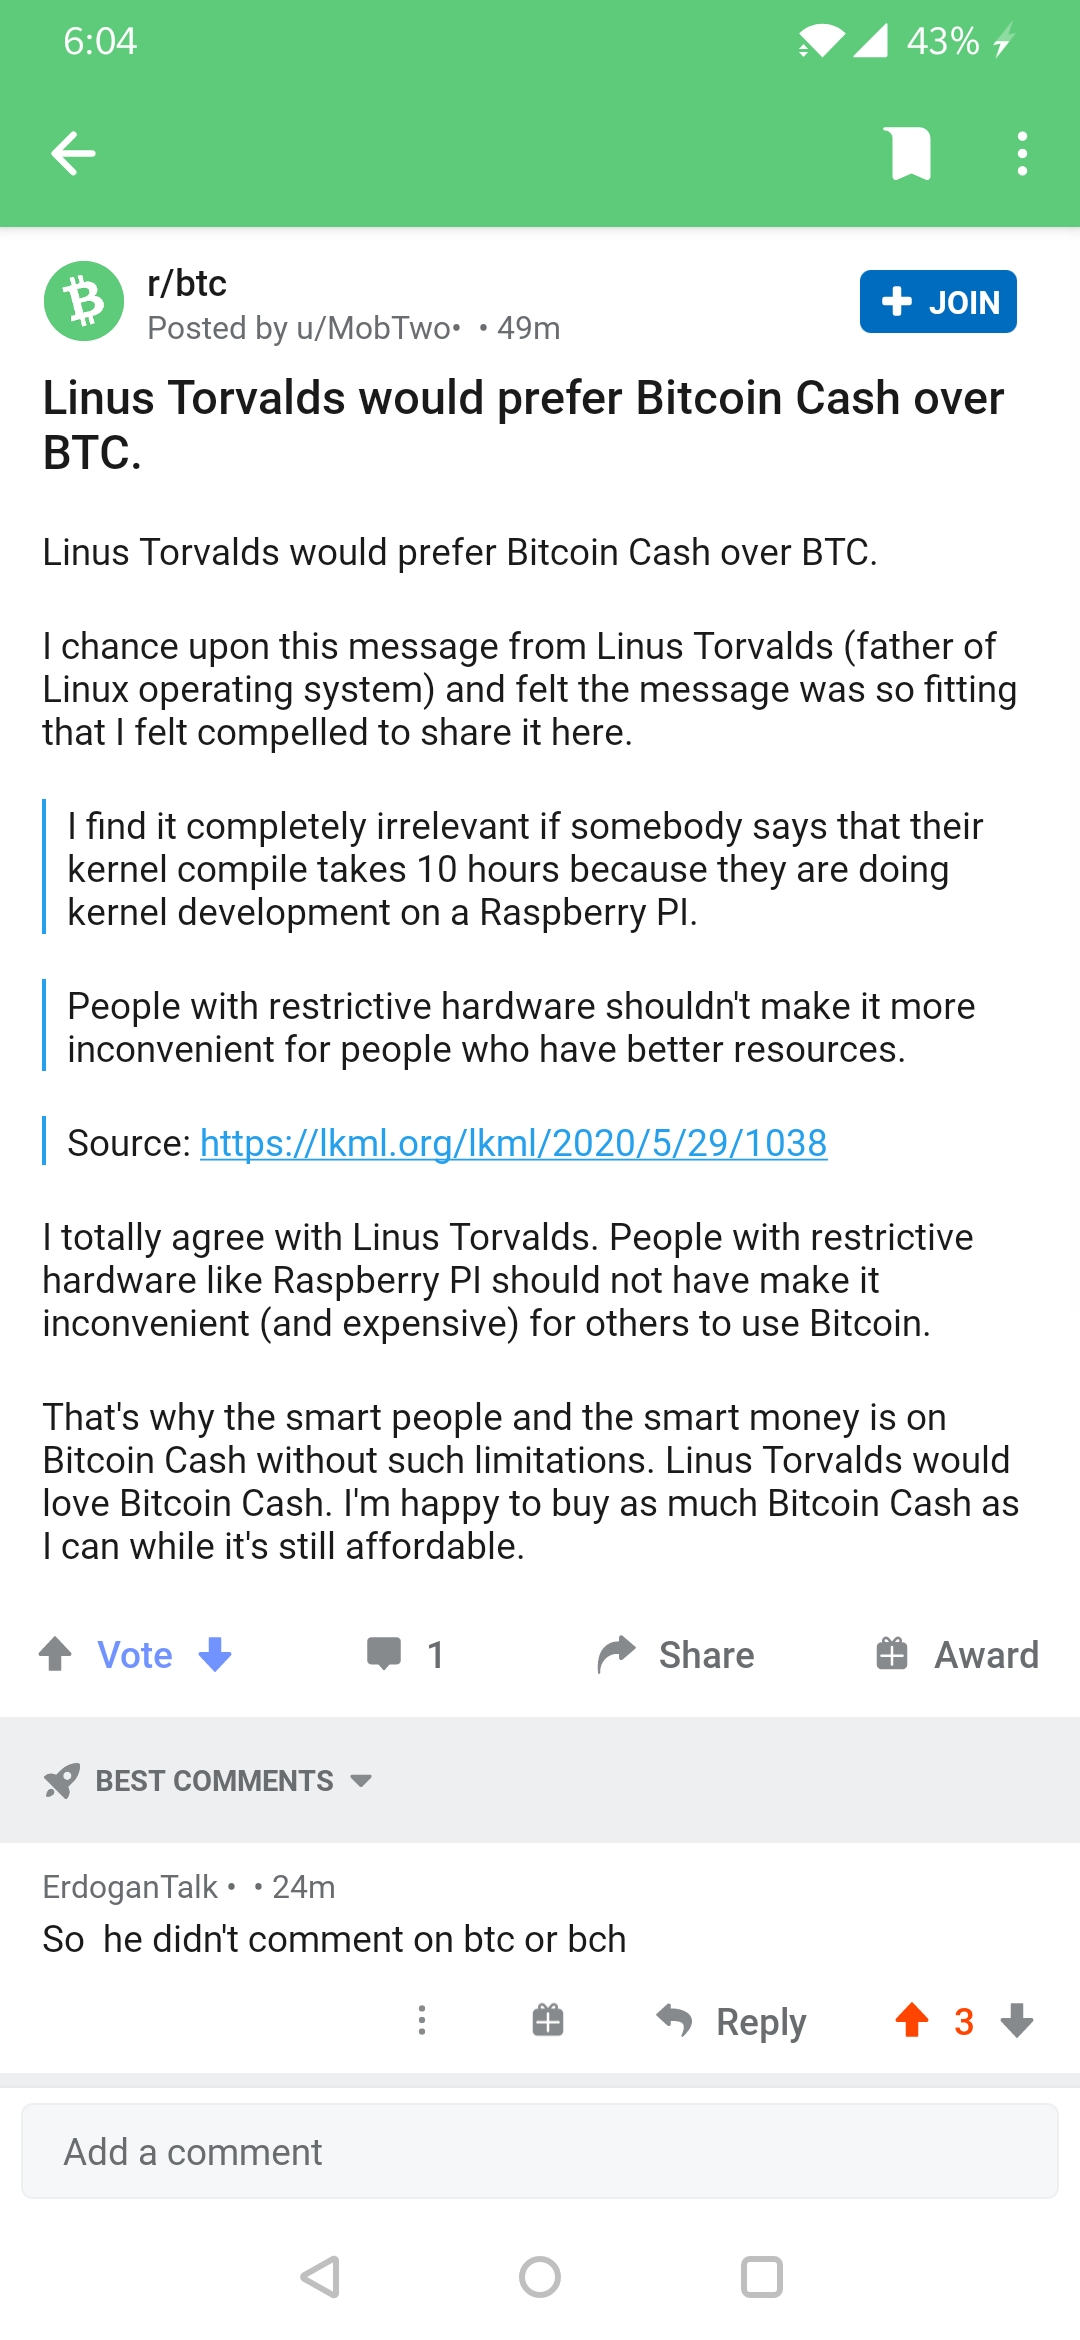 6:04
43%
r/btc
Posted by u/MobTwo• • 49m
JOIN
Linus Torvalds would prefer Bitcoin Cash over
BTC.
Linus Torvalds would prefer Bitcoin Cash over BTC.
I chance upon this message from Linus Torvalds (father of
Linux operating system) and felt the message was so fitting
that I felt compelled to share it here.
I find it completely irrelevant if somebody says that their
kernel compile takes 10 hours because they are doing
kernel development on a Raspberry PI.
People with restrictive hardware shouldn't make it more
inconvenient for people who have better resources.
Source: https://lkml.org/lkml/2020/5/29/1038
I totally agree with Linus Torvalds. People with restrictive
hardware like Raspberry PI should not have make it
inconvenient (and expensive) for others to use Bitcoin.
That's why the smart people and the smart money is on
Bitcoin Cash without such limitations. Linus Torvalds would
love Bitcoin Cash. I'm happy to buy as much Bitcoin Cash as
I can while it's still affordable.
Vote 1 Share Award
BEST COMMENTS
ErdoganTalk • • 24m
So  he didn't comment on btc or bch
Reply 3
Add a comment